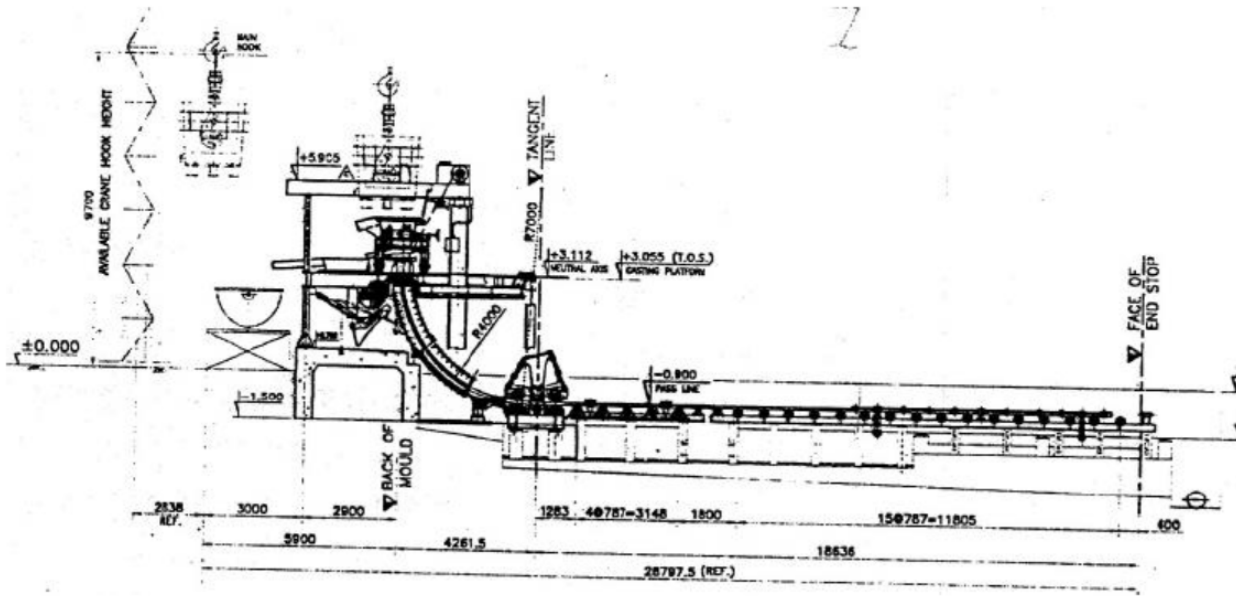 MAIN
HOOK
AVAILABLE CRANE HOOK HEIGHT
9700
+5.905
TANGENT
LINE
R7000
+3.112
NEUTRAL AXIS
+3.055 (T.O.S.)
CASTING PLATFORM
R4000
±0.000
-1.500
-0.900
PASS LINE
FACE OF
END STOP
BACK OF
MOULD
2638
REF.
3000
2900
1283
4@787=3148
1800
15@787=11805
600
5900
4261.5
18636
28797.5 (REF.)